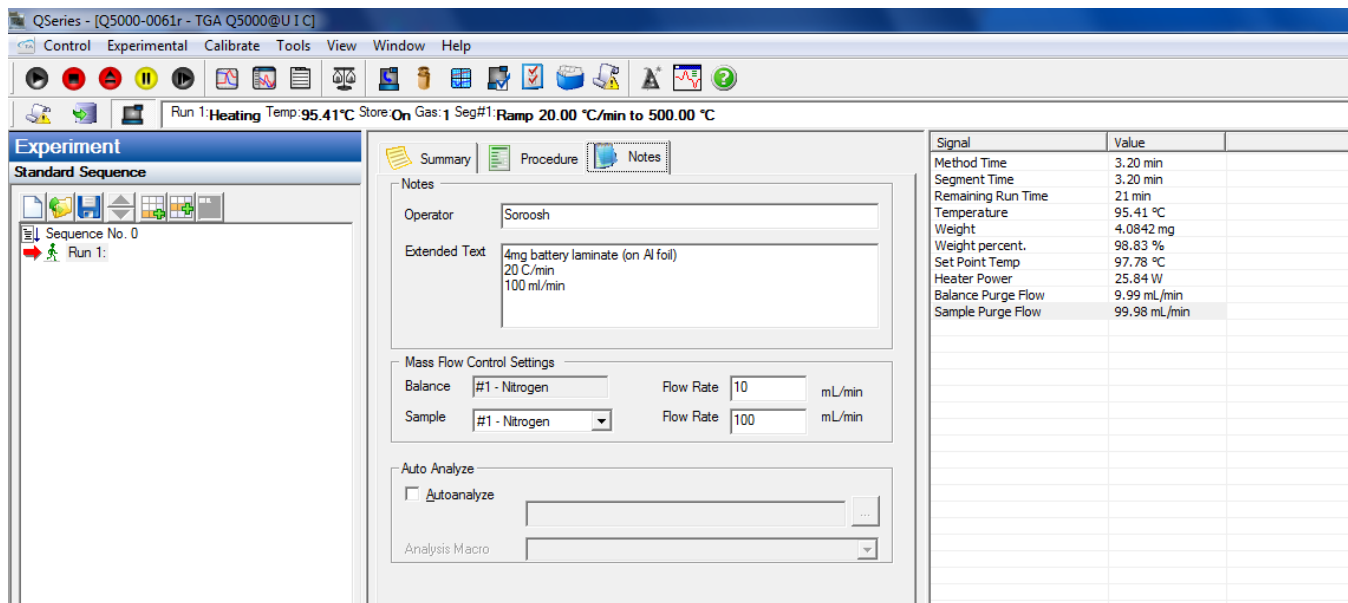 QSeries - [Q5000-0061r - TGA Q5000@U I C]
Control Experimental Calibrate Tools View Window Help
Run 1:Heating Temp:95.41°C Store:On Gas:1 Seg#1:Ramp 20.00 °C/min to 500.00 °C
Experiment
Standard Sequence
Sequence No. 0
Run 1:
Summary Procedure Notes
Notes
Operator Soroosh
Extended Text 4mg battery laminate (on Al foil)
20 C/min
100 ml/min
Mass Flow Control Settings
Balance #1 - Nitrogen Flow Rate 10 mL/min
Sample #1 - Nitrogen Flow Rate 100 mL/min
Auto Analyze
Autoanalyze
...
Analysis Macro
Signal Value
Method Time 3.20 min
Segment Time 3.20 min
Remaining Run Time 21 min
Temperature 95.41 °C
Weight 4.0842 mg
Weight percent. 98.83 %
Set Point Temp 97.78 °C
Heater Power 25.84 W
Balance Purge Flow 9.99 mL/min
Sample Purge Flow 99.98 mL/min